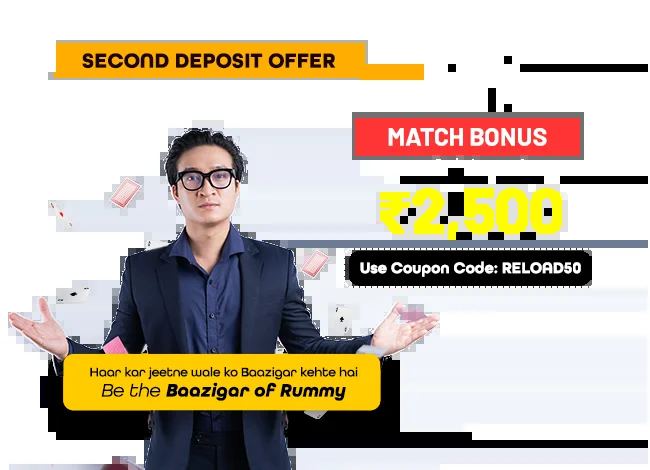 SECOND DEPOSIT OFFER
MATCH BONUS
₹2,500
Use Coupon Code: RELOAD50
Haar kar jeetne wale ko Baazigar kehte hai
Be the Baazigar of Rummy